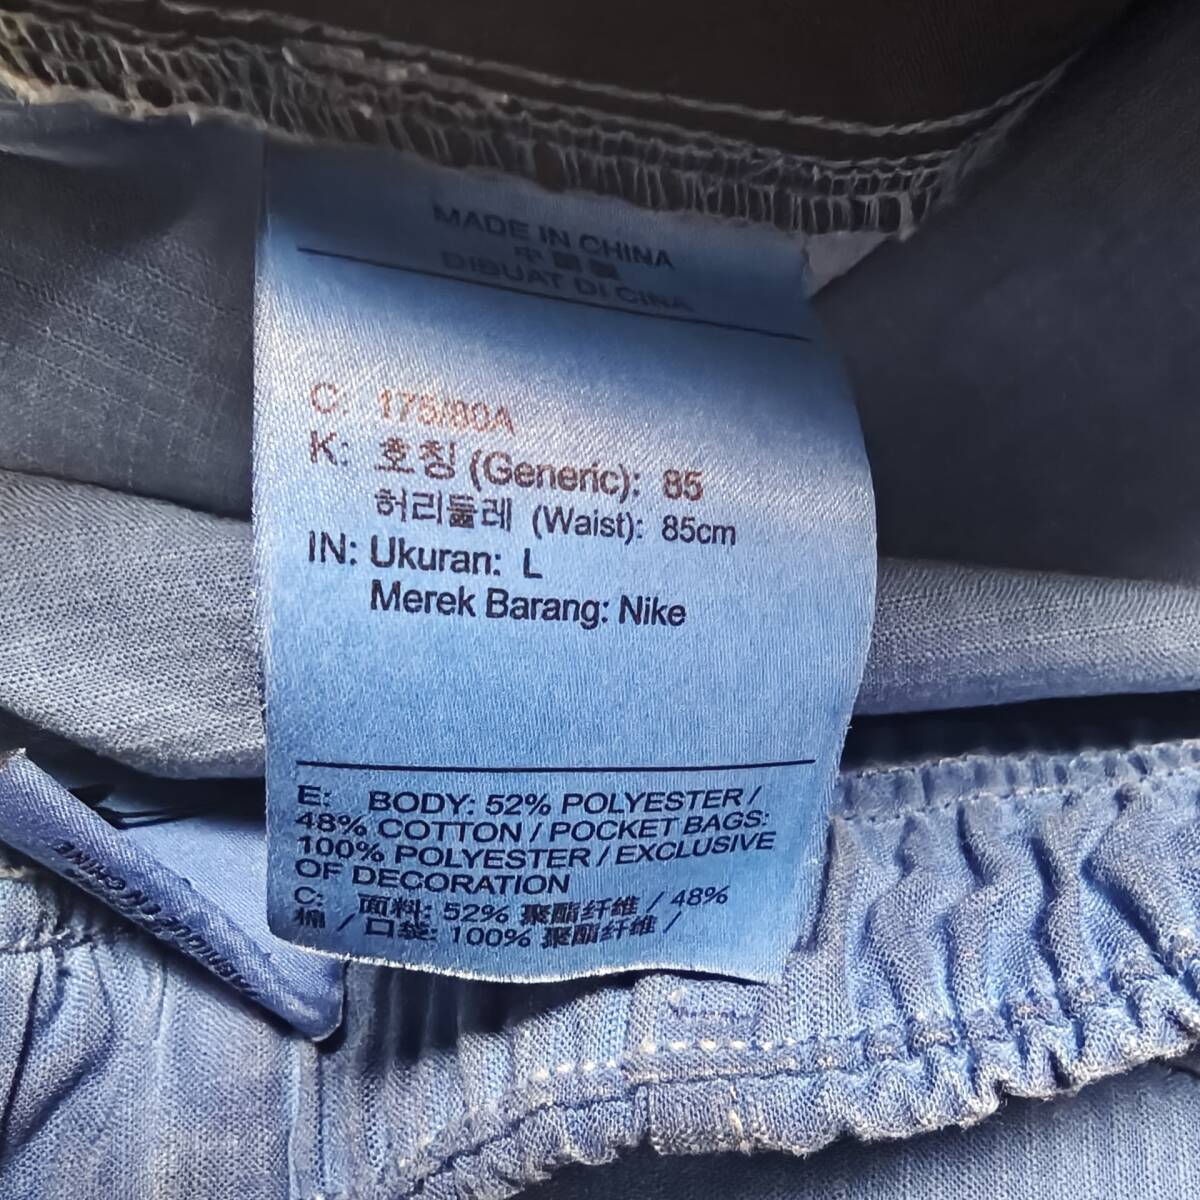 MADE IN CHINA
中国製
DIBUAT DI CINA
C: 175/80A
K: 호칭 (Generic): 85
허리둘레 (Waist): 85cm
IN: Ukuran: L
Merek Barang: Nike
E: BODY: 52% POLYESTER /
48% COTTON / POCKET BAGS:
100% POLYESTER / EXCLUSIVE
OF DECORATION
C: 面料: 52% 聚酯纤维 / 48%
棉 / 口袋: 100% 聚酯纤维 /